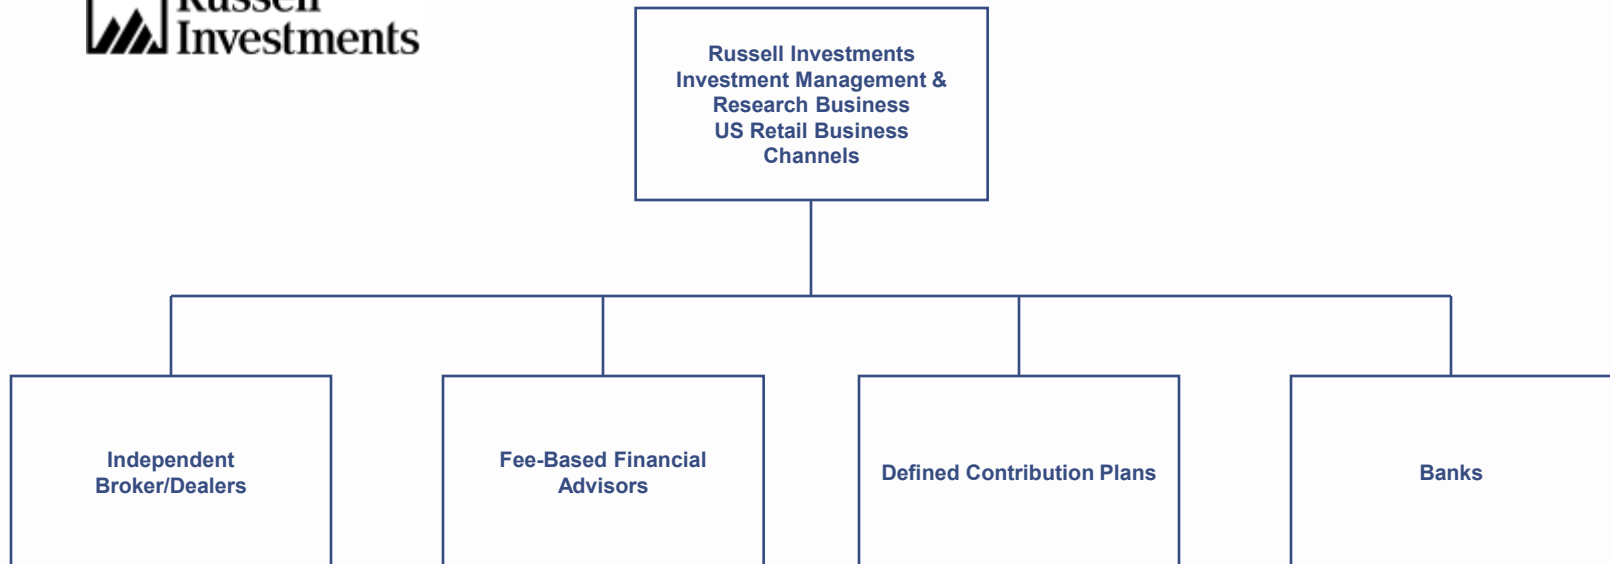 Russell
Investments
Russell Investments
Investment Management &
Research Business
US Retail Business
Channels
Independent
Broker/Dealers
Fee-Based Financial
Advisors
Defined Contribution Plans
Banks